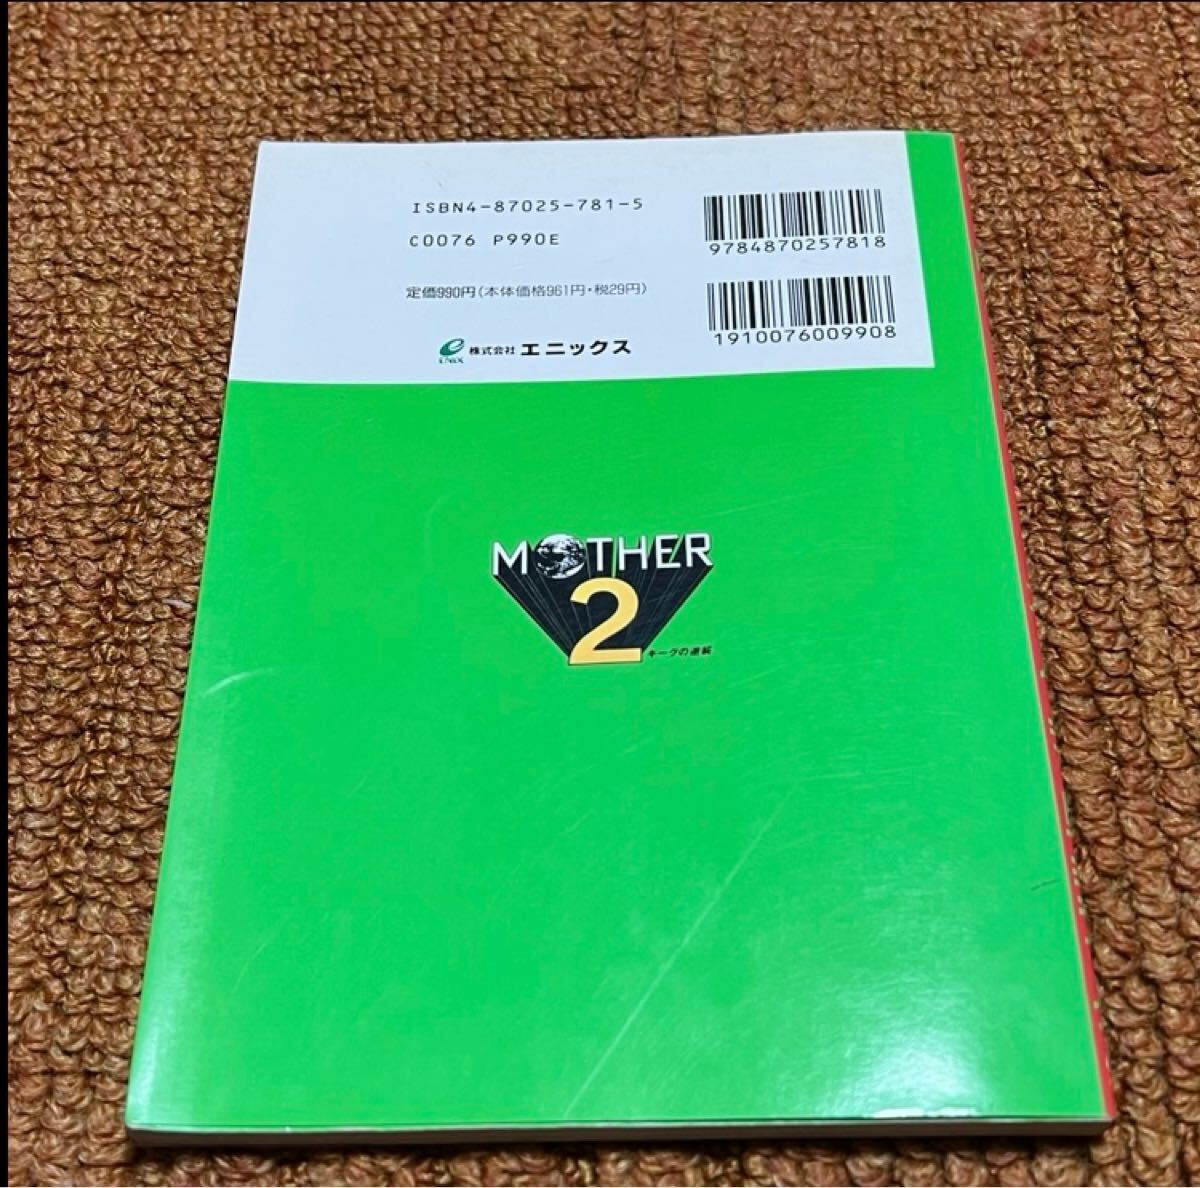 ISBN4-87025-781-5
C0076 P990E
定価990円(本体価格961円・税29円)
株式会社 エニックス
9784870257818
1910076009908
MOTHER
2
ギーグの逆襲